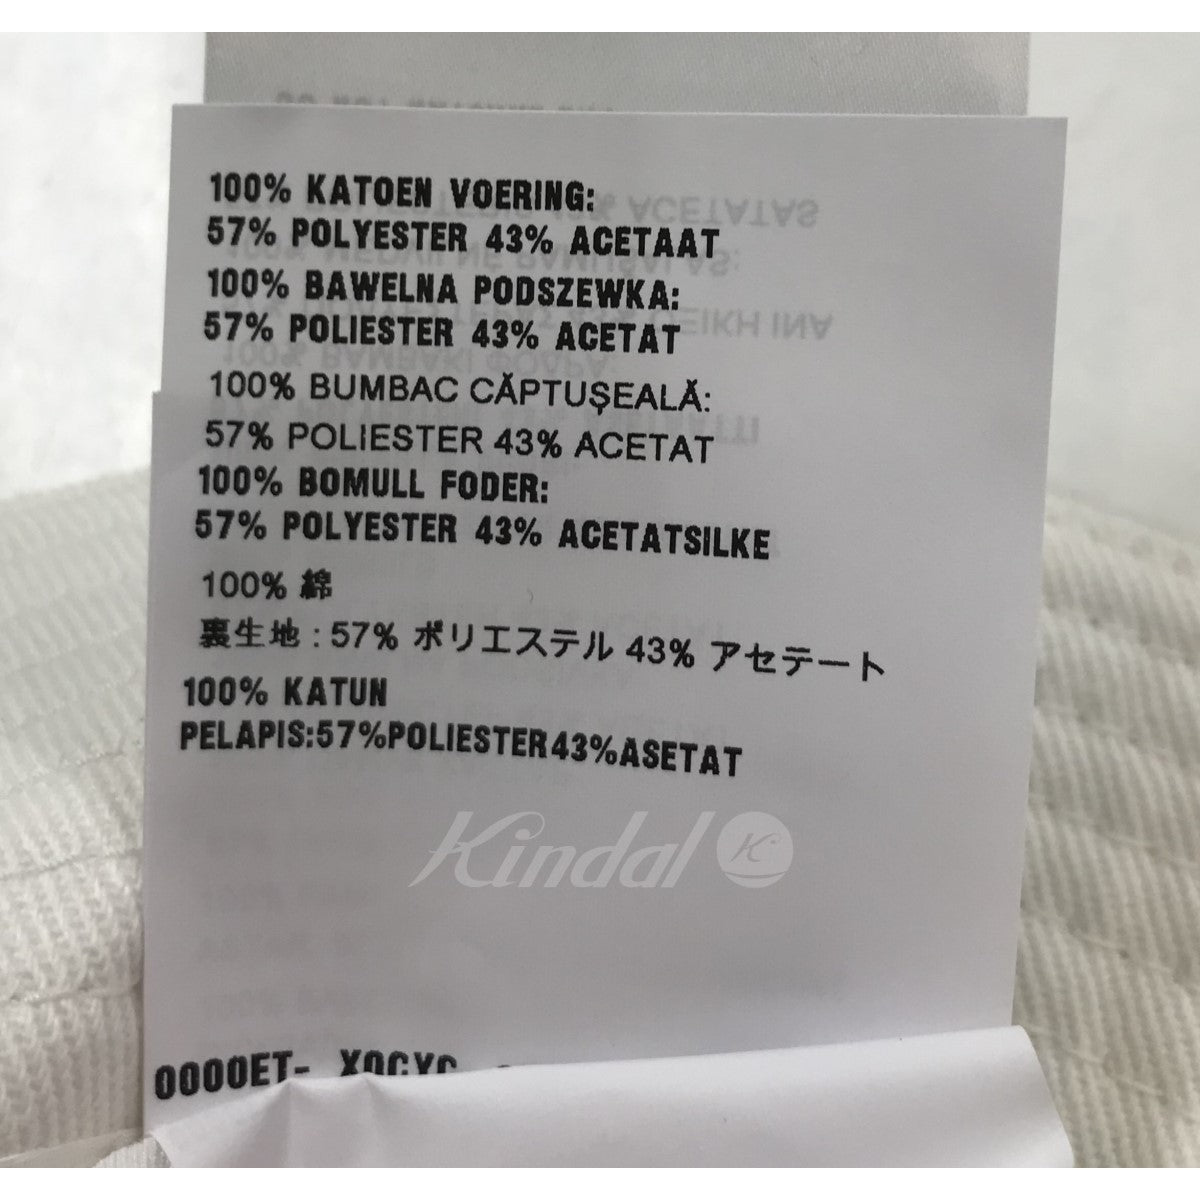 100% KATOEN VOERING:
57% POLYESTER 43% ACETAAT
100% BAWELNA PODSZEWKA:
57% POLIESTER 43% ACETAT
100% BUMBAC CĂPTUŞEALĂ:
57% POLIESTER 43% ACETAT
100% BOMULL FODER:
57% POLYESTER 43% ACETATSILKE
100% 綿
裏生地 : 57% ポリエステル 43% アセテート
100% KATUN
PELAPIS:57%POLIESTER43%ASETAT
Kindal K
0000ET-